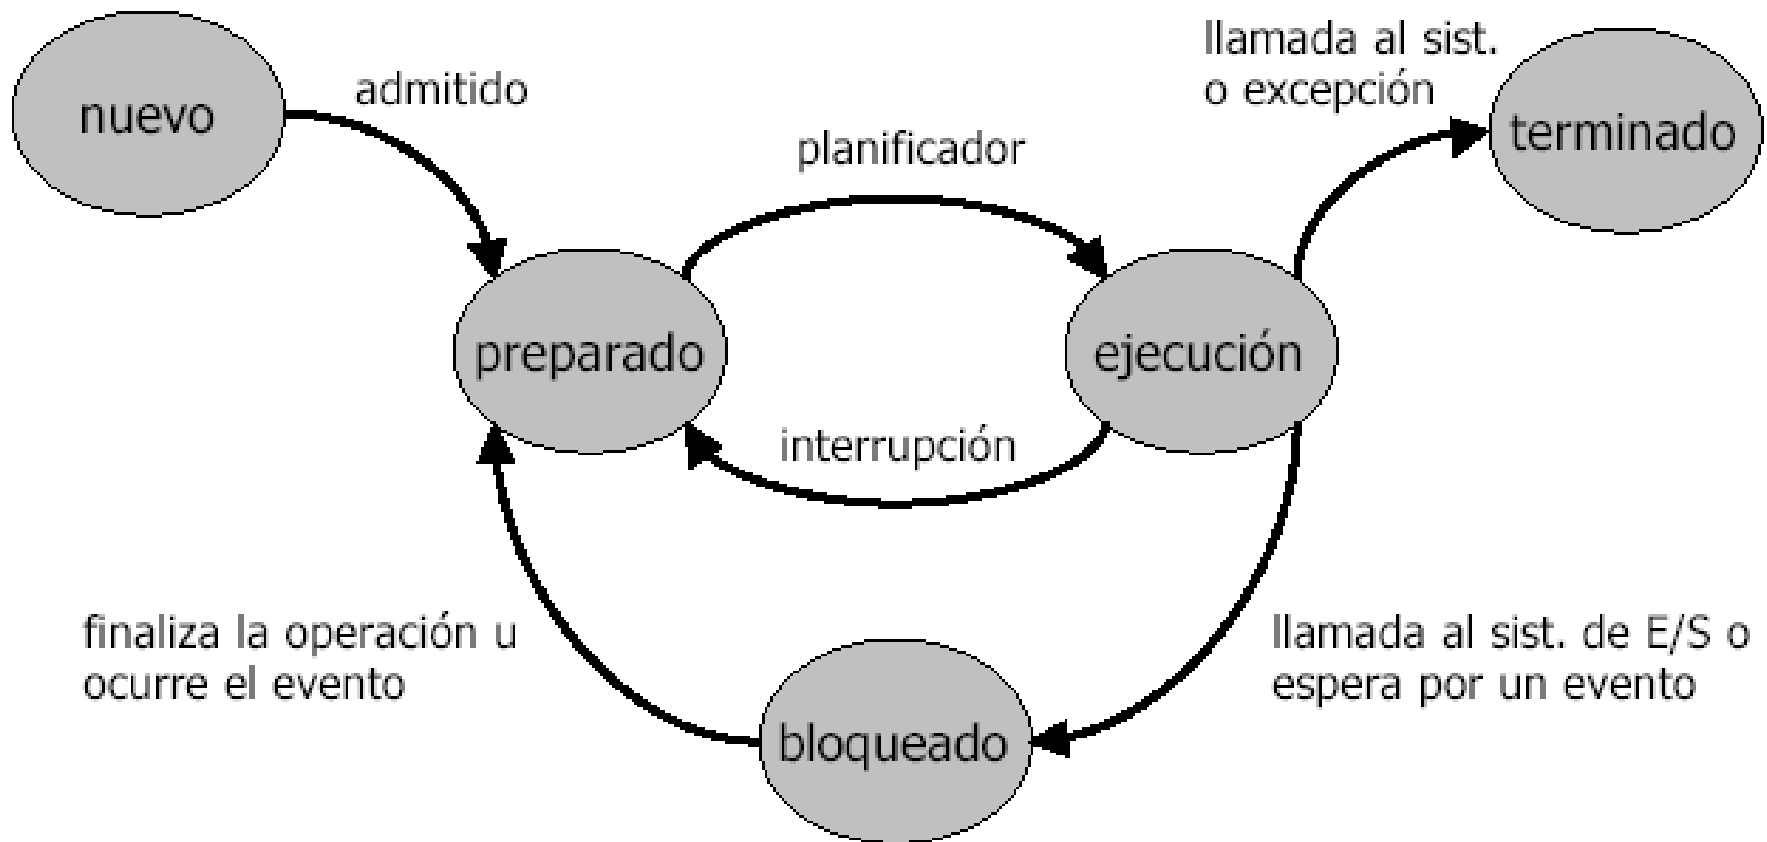 nuevo
admitido
planificador
llamada al sist.
o excepción
terminado
preparado
ejecución
interrupción
finaliza la operación u
ocurre el evento
bloqueado
llamada al sist. de E/S o
espera por un evento